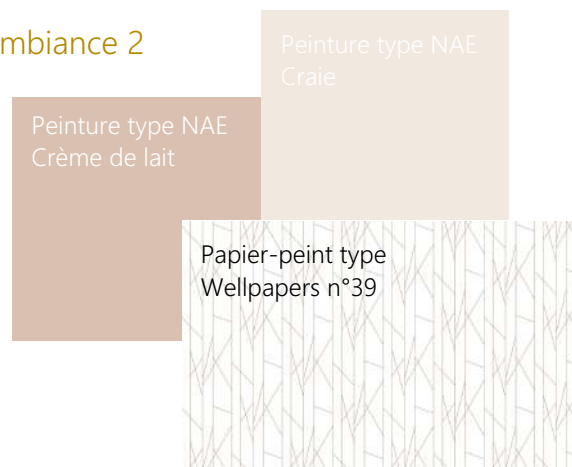 mbiance 2
Peinture type NAE
Craie
Peinture type NAE
Crème de lait
Papier-peint type
Wellpapers n°39